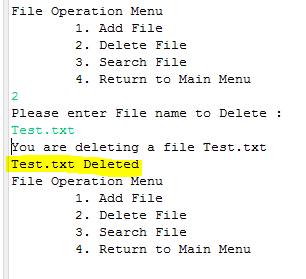 File Operation Menu
1. Add File
2. Delete File
3. Search File
4. Return to Main Menu
2
Please enter File name to Delete :
Test.txt
You are deleting a file Test.txt
Test.txt Deleted
File Operation Menu
1. Add File
2. Delete File
3. Search File
4. Return to Main Menu